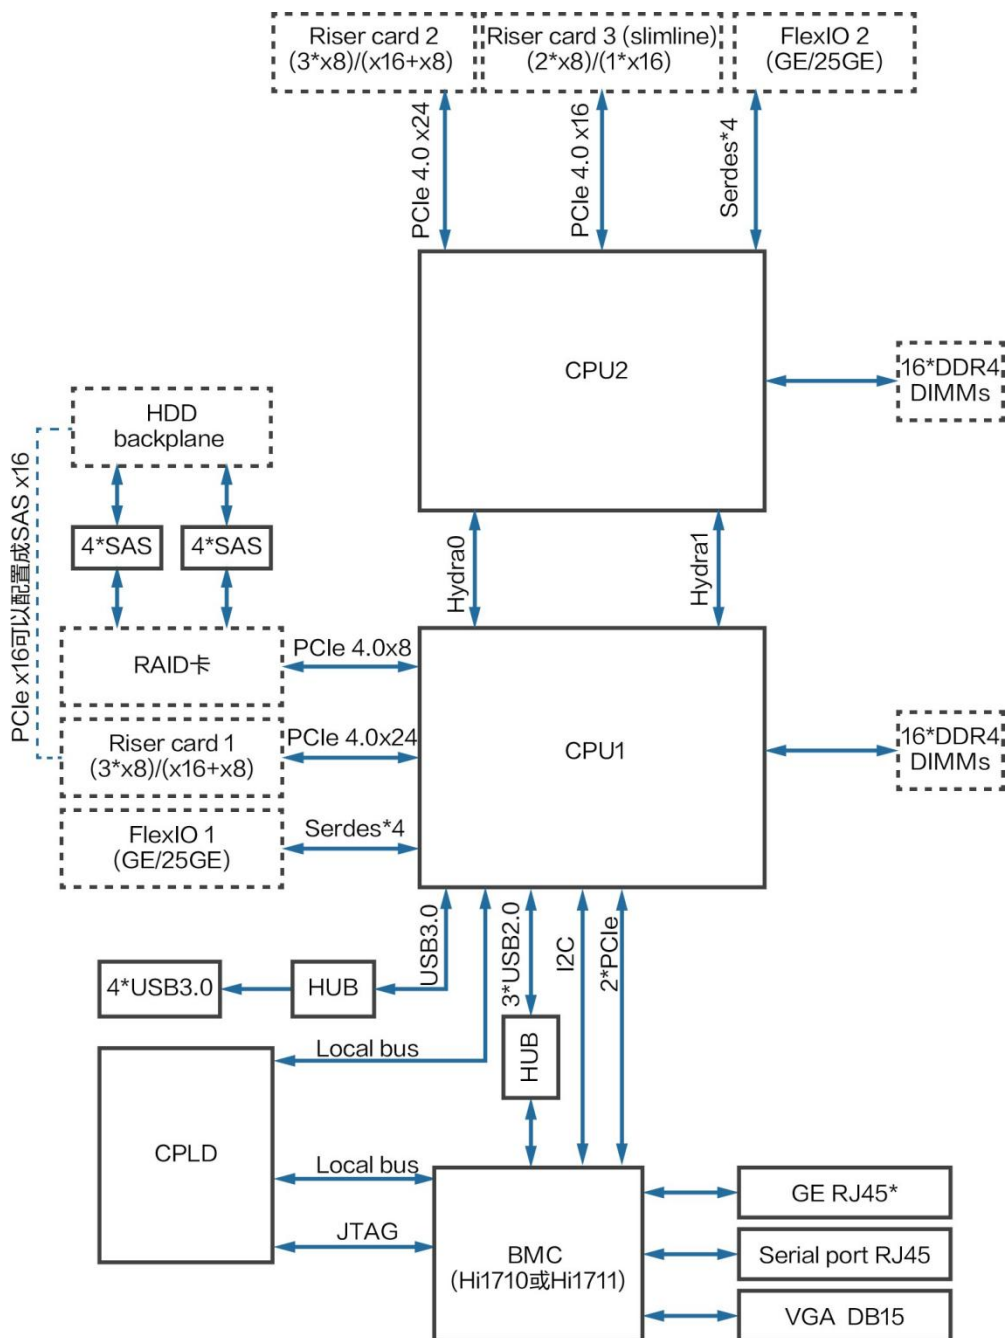 Riser card 2
(3*x8)/(x16+x8)
Riser card 3 (slimline)
(2*x8)/(1*x16)
FlexIO 2
(GE/25GE)
PCIe 4.0 x24
PCIe 4.0 x16
Serdes*4
CPU2
16*DDR4
DIMMs
HDD
backplane
4*SAS
4*SAS
Hydra0
Hydra1
PCIe x16可以配置成SAS x16
RAID卡
PCIe 4.0x8
Riser card 1
(3*x8)/(x16+x8)
PCIe 4.0x24
CPU1
16*DDR4
DIMMs
FlexIO 1
(GE/25GE)
Serdes*4
USB3.0
3*USB2.0
I2C
2*PCIe
4*USB3.0
HUB
HUB
Local bus
CPLD
Local bus
JTAG
BMC
(Hi1710或Hi1711)
GE RJ45*
Serial port RJ45
VGA DB15